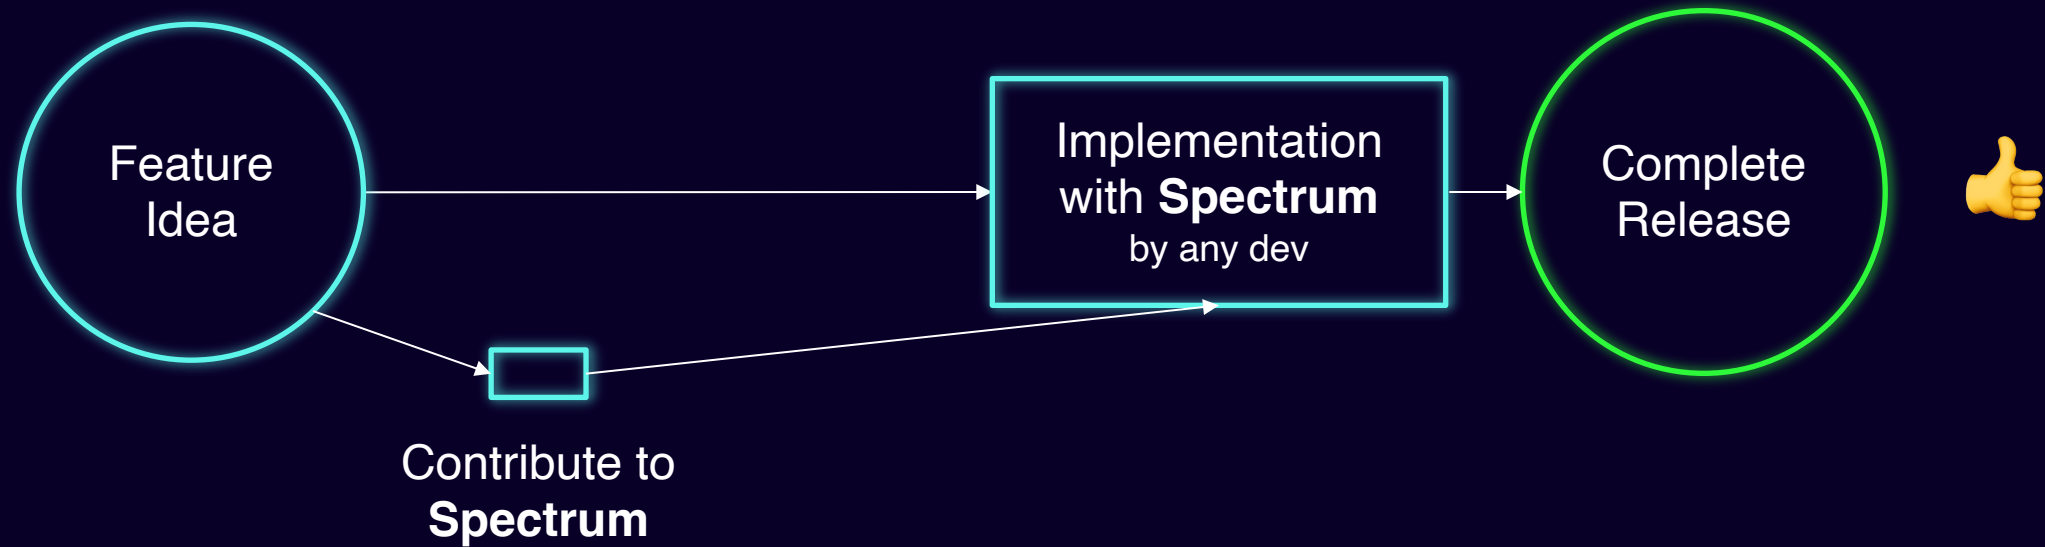 Feature
Idea
Implementation
with Spectrum
by any dev
Complete
Release
Contribute to
Spectrum